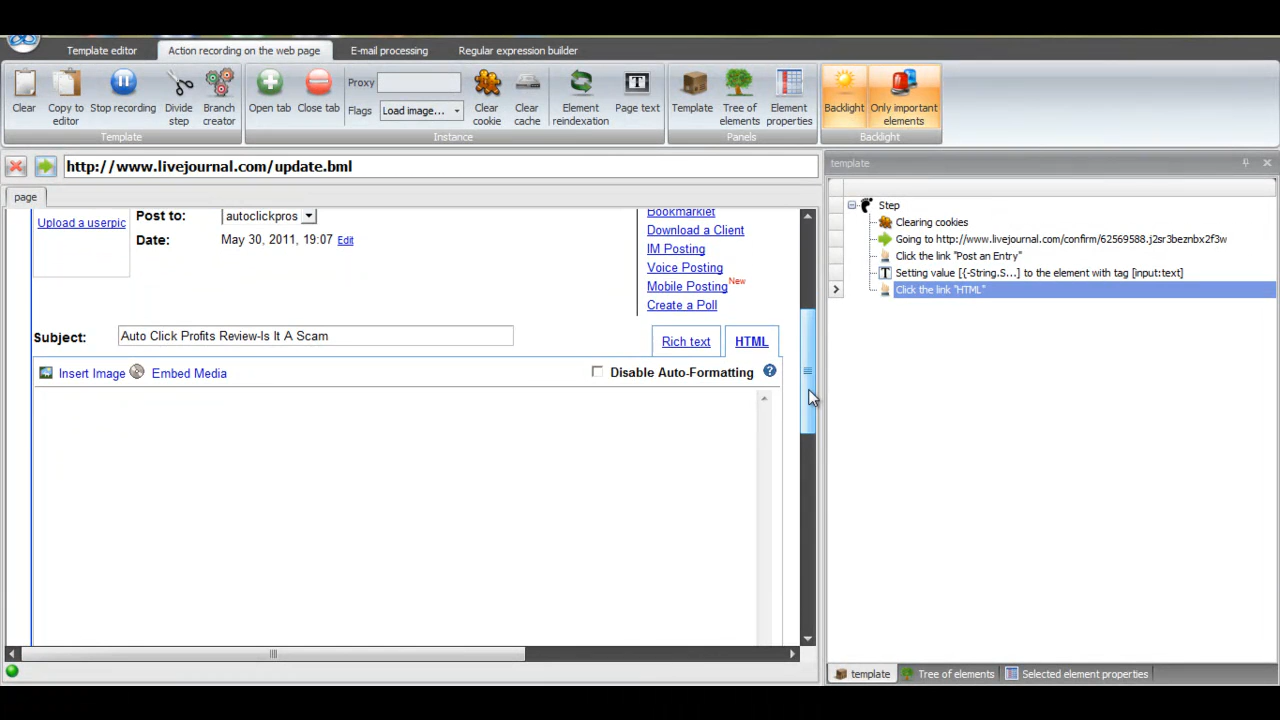 Template editor
Action recording on the web page
E-mail processing
Regular expression builder
Clear
Copy to editor
Stop recording
Divide step
Branch creator
Template
Open tab
Close tab
Proxy
Flags
Load image...
Clear cookie
Clear cache
Element reindexation
Page text
Instance
Template
Tree of elements
Element properties
Panels
Backlight
Only important elements
Backlight
http://www.livejournal.com/update.bml
page
Upload a userpic
Post to:
autoclickpros
Date:
May 30, 2011, 19:07
Edit
Bookmarklet
Download a Client
IM Posting
Voice Posting
Mobile Posting New
Create a Poll
Subject:
Auto Click Profits Review-Is It A Scam
Rich text
HTML
Insert Image
Embed Media
Disable Auto-Formatting
?
template
Step
Clearing cookies
Going to http://www.livejournal.com/confirm/62569588.j2sr3beznbx2f3w
Click the link "Post an Entry"
T Setting value [{-String.S...] to the element with tag [input:text]
Click the link "HTML"
template
Tree of elements
Selected element properties